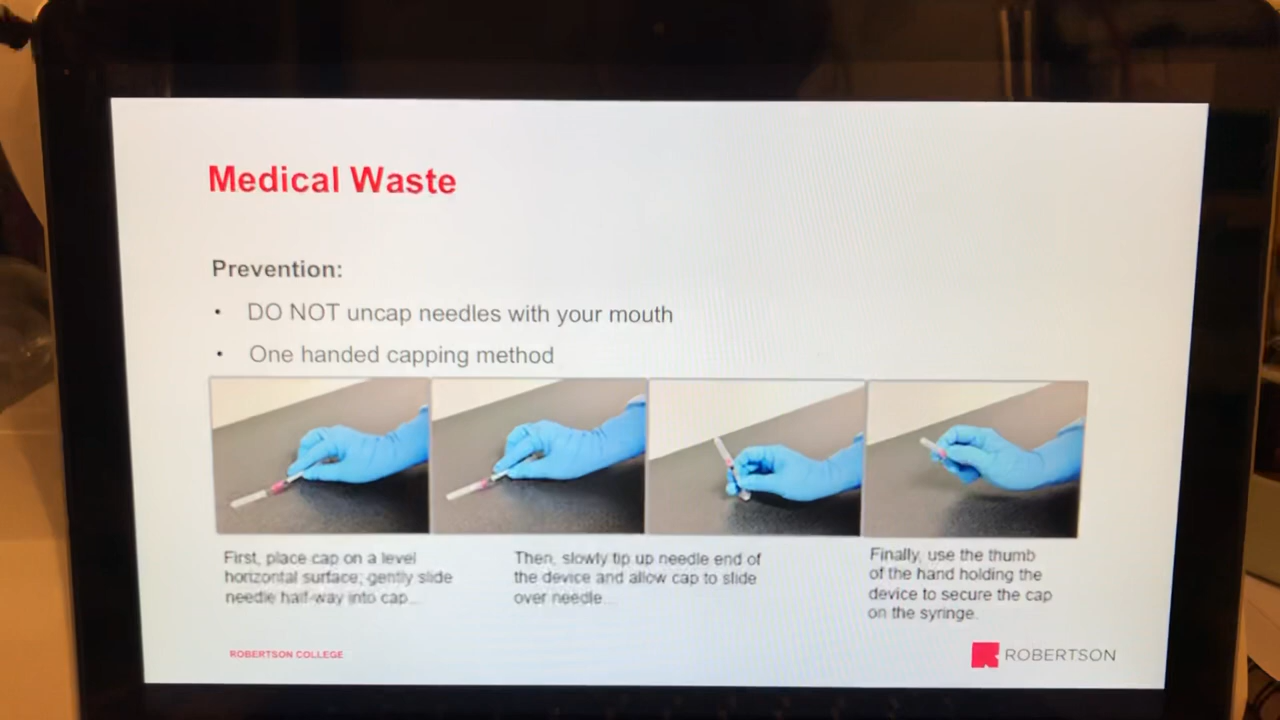 Medical Waste
Prevention:
• DO NOT uncap needles with your mouth
• One handed capping method
First, place cap on a level
horizontal surface; gently slide
needle half-way into cap...
Then, slowly tip up needle end of
the device and allow cap to slide
over needle...
Finally, use the thumb
of the hand holding the
device to secure the cap
on the syringe.
ROBERTSON COLLEGE
ROBERTSON